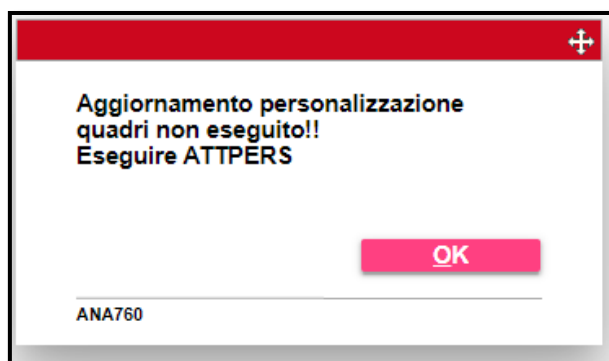 Aggiornamento personalizzazione
quadri non eseguito!!
Eseguire ATTPERS
OK
ANA760